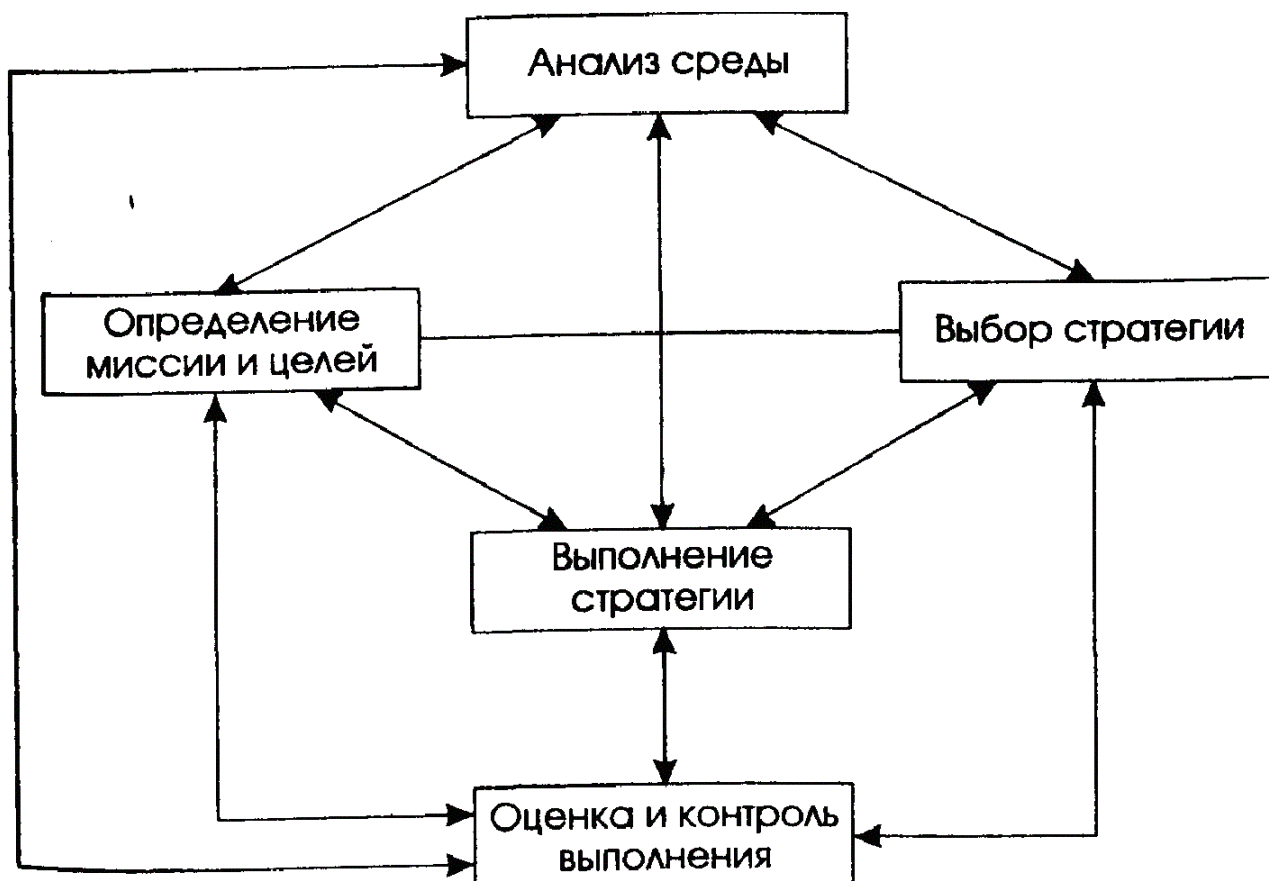 Анализ среды
Определение
миссии и целей
Выбор стратегии
Выполнение
стратегии
Оценка и контроль
выполнения